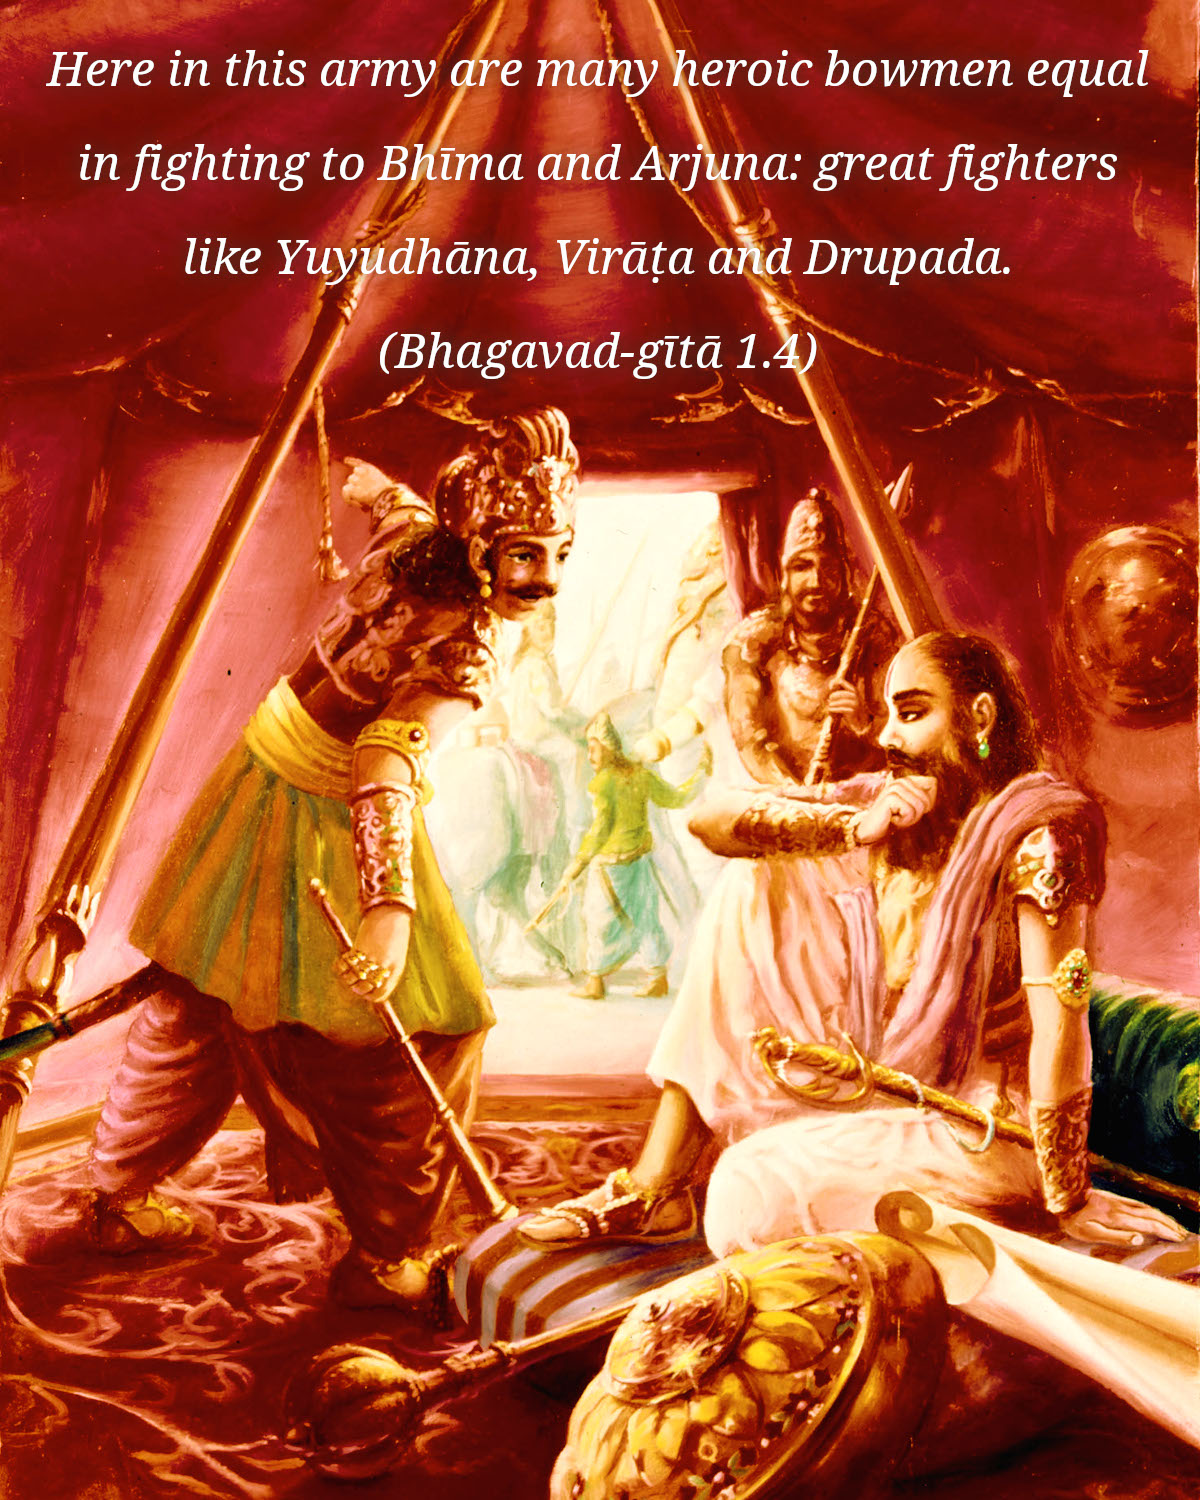 Here in this army are many heroic bowmen equal
in fighting to Bhīma and Arjuna: great fighters
like Yuyudhāna, Virāṭa and Drupada.
(Bhagavad-gītā 1.4)